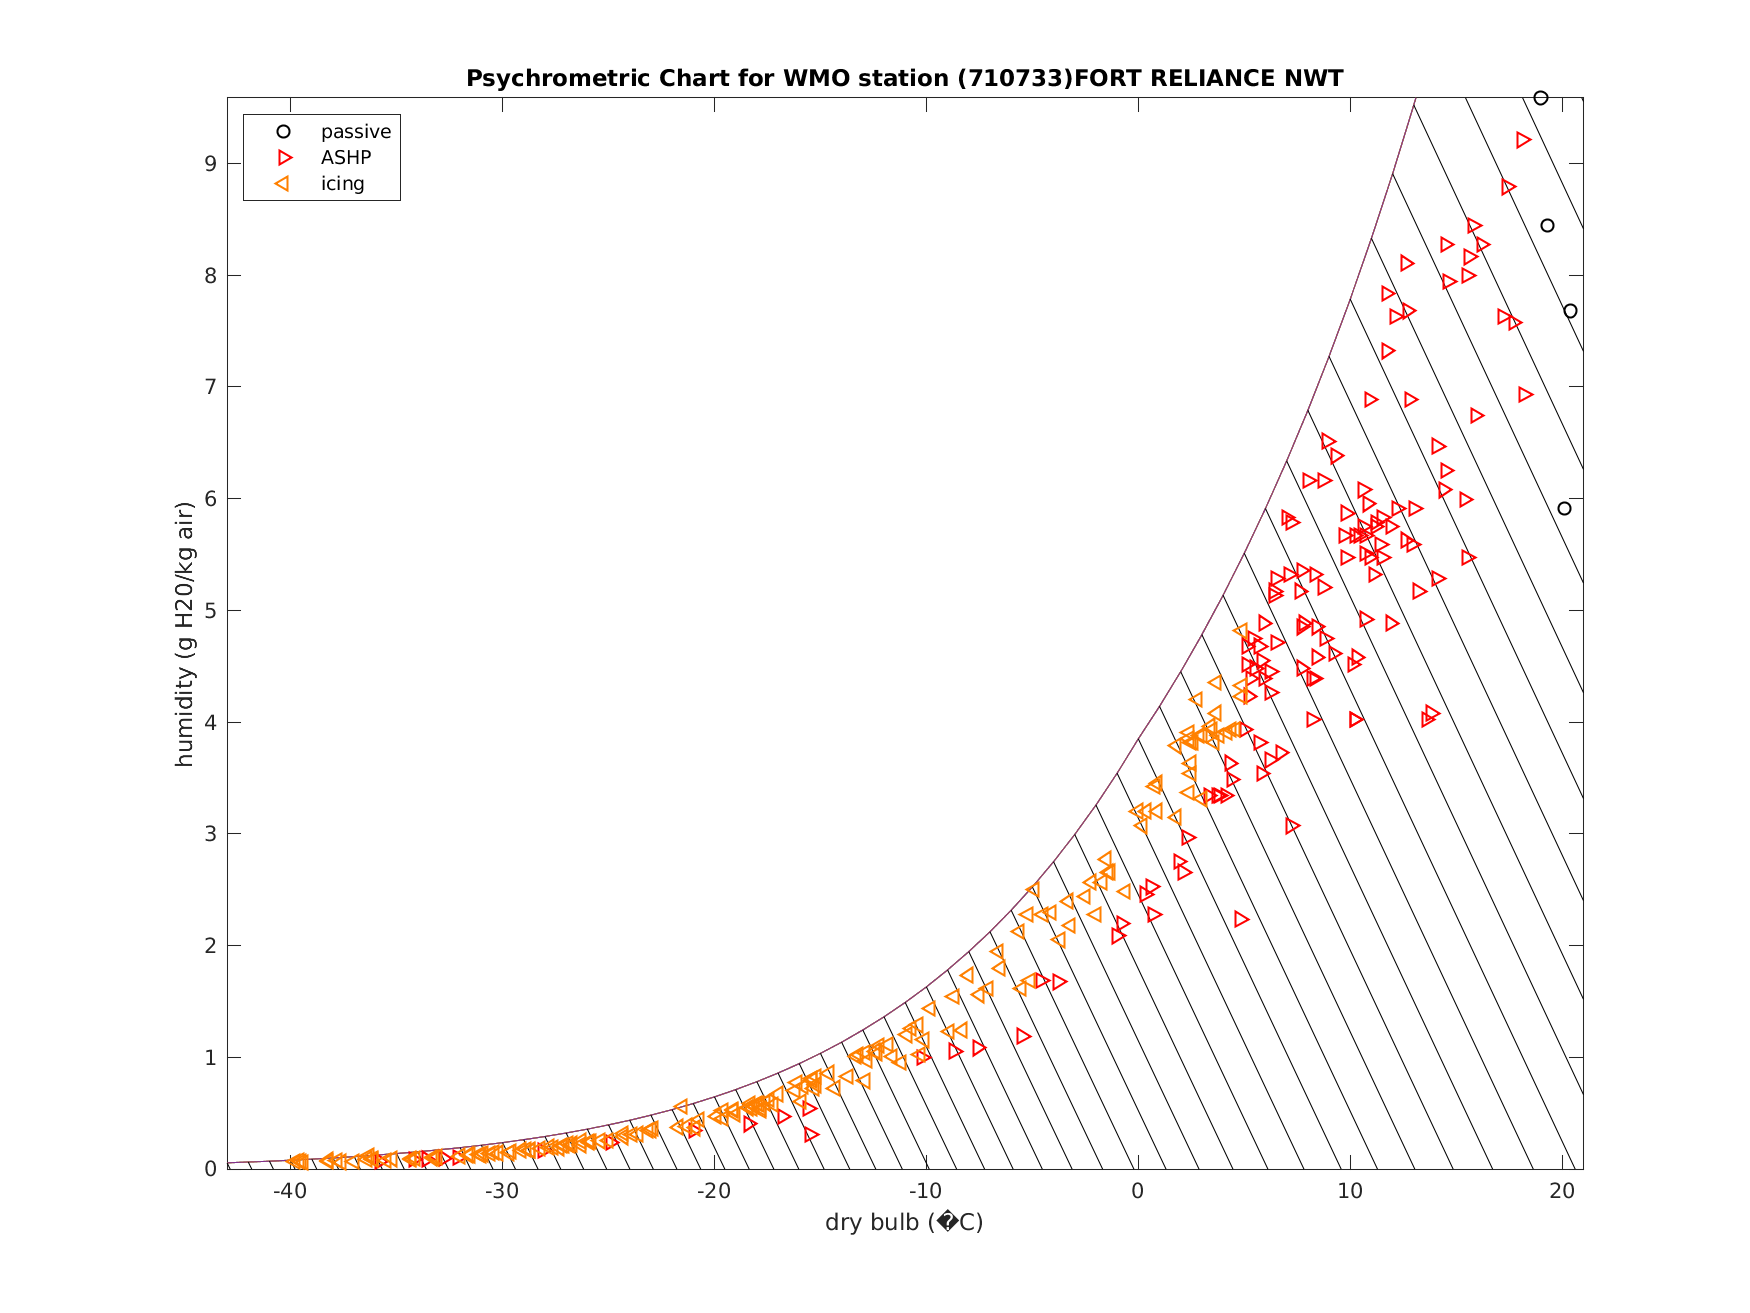 Psychrometric Chart for WMO station (710733)FORT RELIANCE NWT
passive
ASHP
icing
9
8
7
6
5
4
3
2
1
0
humidity (g H20/kg air)
-40 -30 -20 -10 0 10 20
dry bulb (�C)